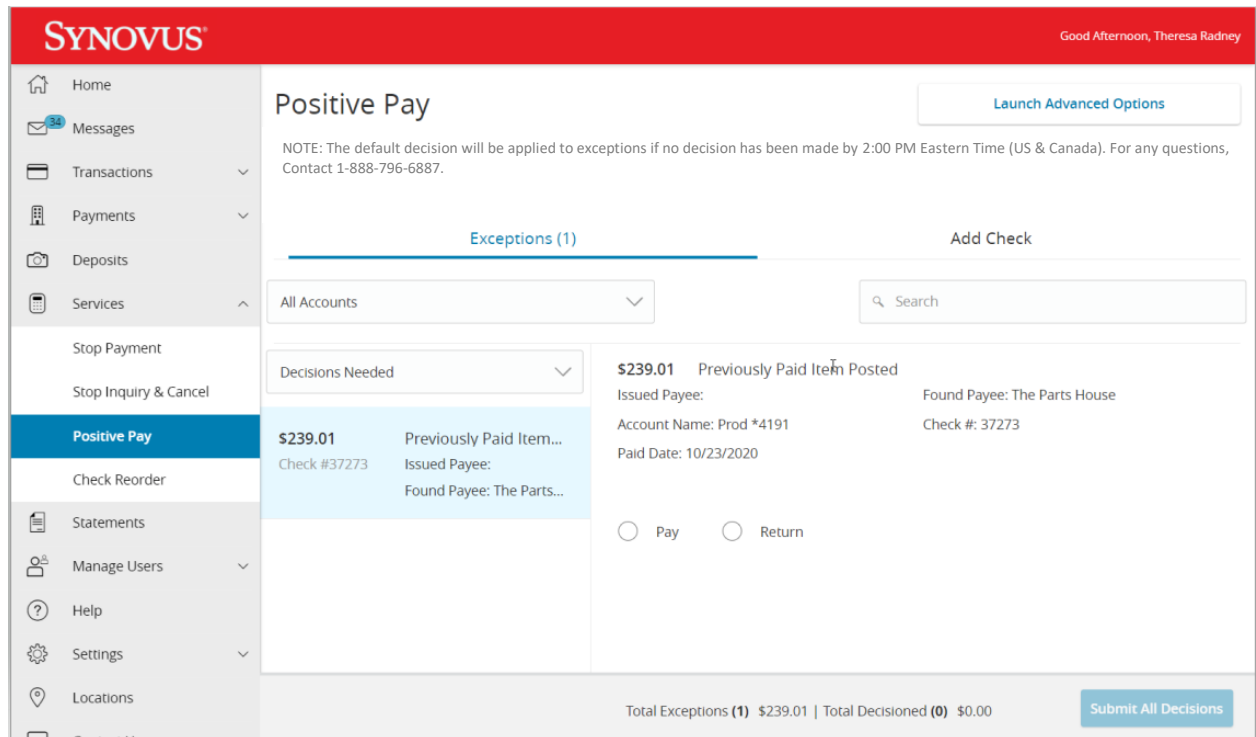 SYNOVUS®
Good Afternoon, Theresa Radney
Home
34
Messages
Transactions
Payments
Deposits
Services
Stop Payment
Stop Inquiry & Cancel
Positive Pay
Check Reorder
Statements
Manage Users
Help
Settings
Locations
Positive Pay
Launch Advanced Options
NOTE: The default decision will be applied to exceptions if no decision has been made by 2:00 PM Eastern Time (US & Canada). For any questions,
Contact 1-888-796-6887.
Exceptions (1)
Add Check
All Accounts
Search
Decisions Needed
$239.01 Previously Paid Item...
Check #37273 Issued Payee:
Found Payee: The Parts...
$239.01 Previously Paid Item Posted
Issued Payee:
Found Payee: The Parts House
Account Name: Prod *4191
Check #: 37273
Paid Date: 10/23/2020
Pay
Return
Total Exceptions (1) $239.01 | Total Decisioned (0) $0.00
Submit All Decisions